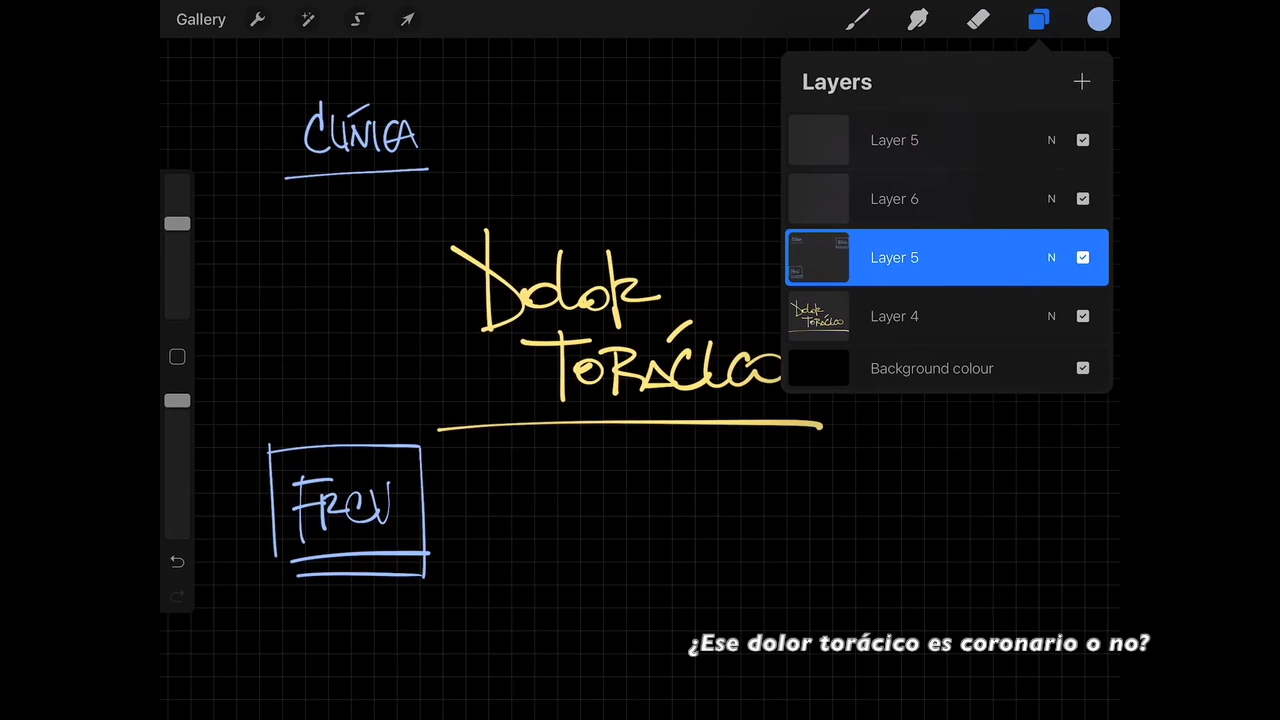 Gallery
Layers
Layer 5 N
Layer 6 N
Layer 5 N
Layer 4 N
Background colour
CLÍNICA
Dolor
TORÁCICO
FRCV
¿Ese dolor torácico es coronario o no?